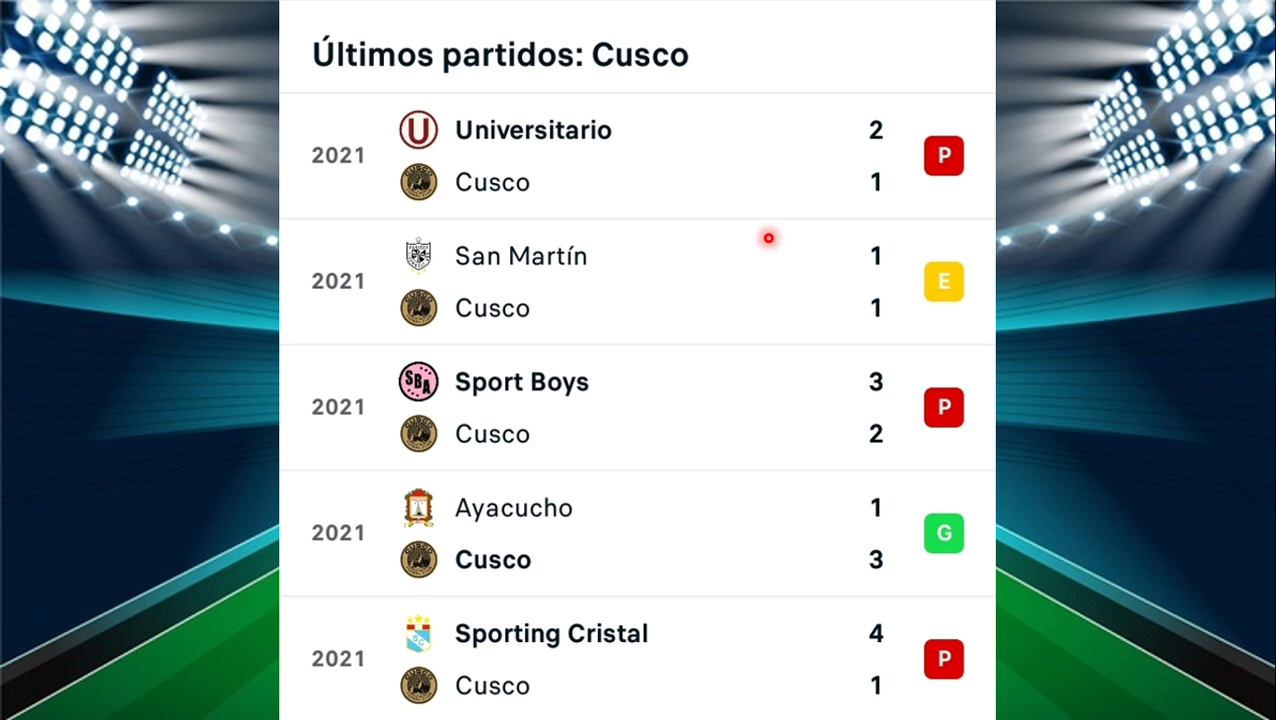 Últimos partidos: Cusco
2021
Universitario 2
Cusco 1
P
2021
San Martín 1
Cusco 1
E
2021
SBA
Sport Boys 3
Cusco 2
P
2021
Ayacucho 1
Cusco 3
G
2021
Sporting Cristal 4
Cusco 1
P